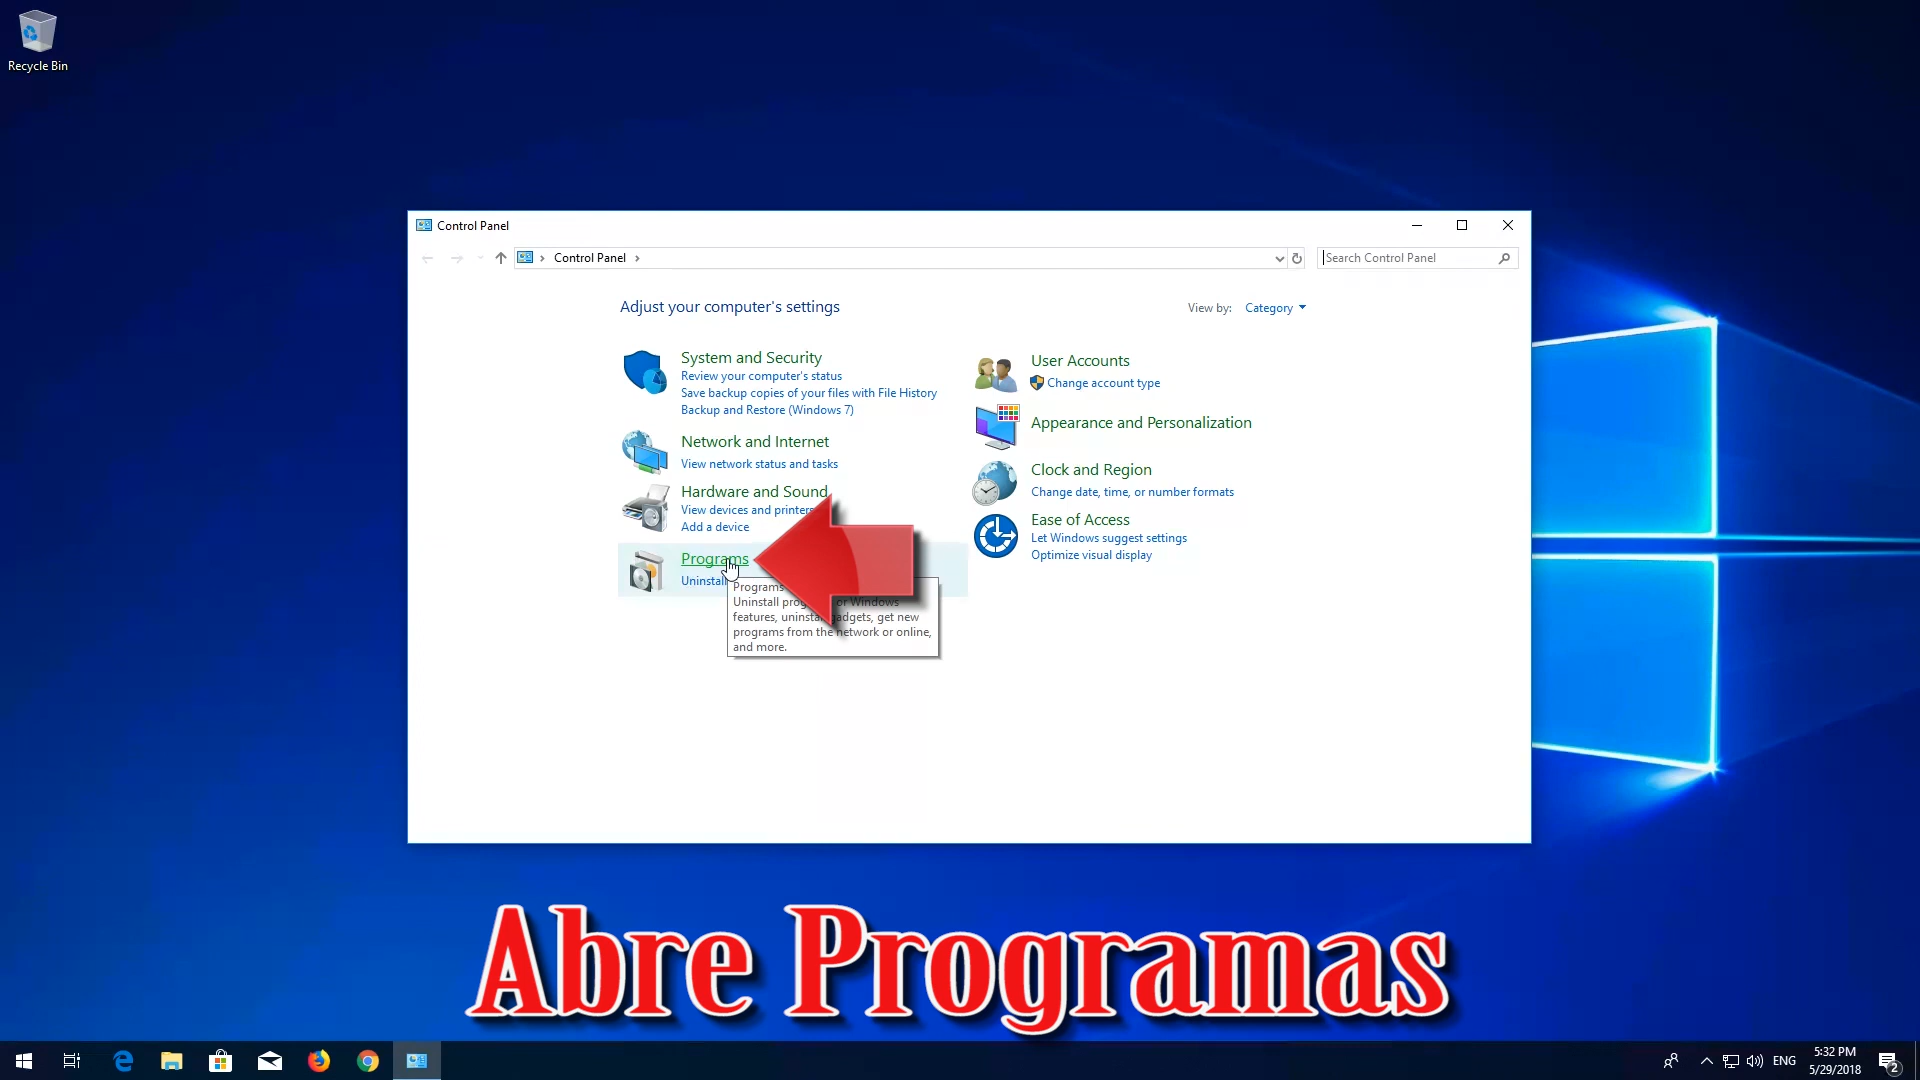 Recycle Bin
Control Panel
Control Panel
Search Control Panel
Adjust your computer's settings
View by: Category
System and Security
Review your computer's status
Save backup copies of your files with File History
Backup and Restore (Windows 7)
Network and Internet
View network status and tasks
Hardware and Sound
View devices and printers
Add a device
Programs
Uninstall
User Accounts
Change account type
Appearance and Personalization
Clock and Region
Change date, time, or number formats
Ease of Access
Let Windows suggest settings
Optimize visual display
Programs
Uninstall or Windows
features, uninstall gadgets, get new
programs from the network or online,
and more.
Abre Programas
ENG
5:32 PM
5/29/2018
2